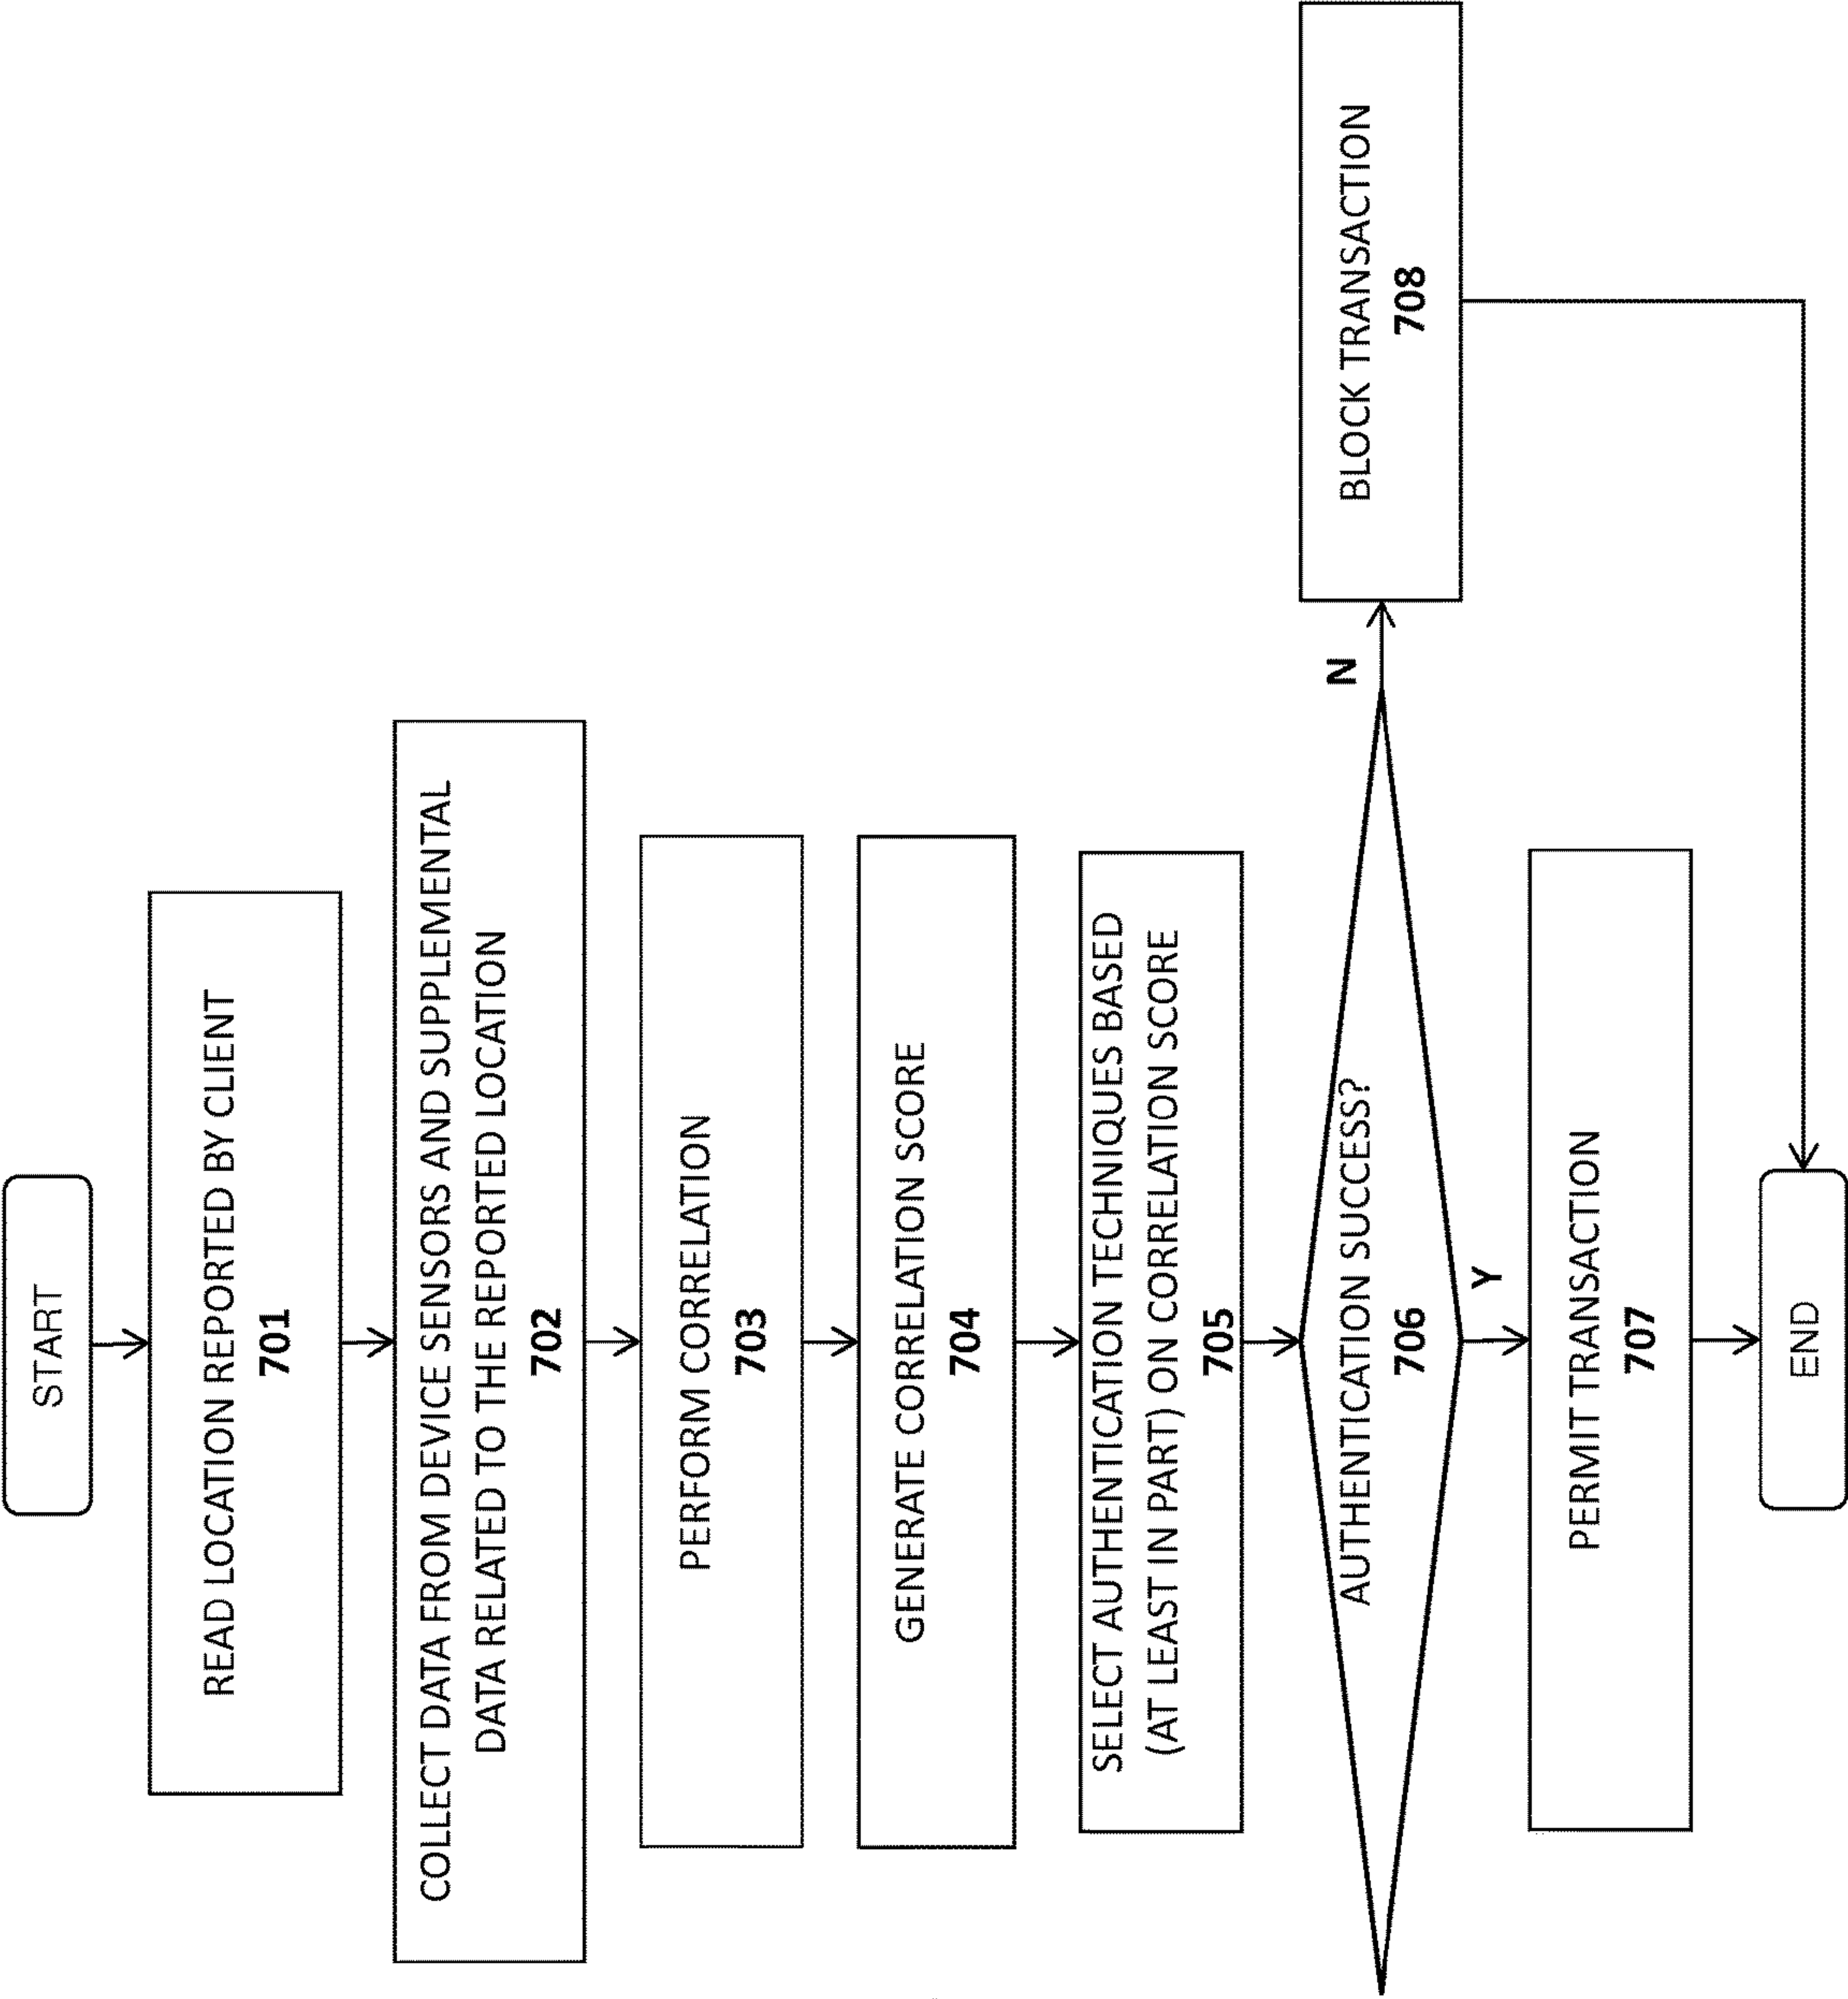 START
READ LOCATION REPORTED BY CLIENT
701
COLLECT DATA FROM DEVICE SENSORS AND SUPPLEMENTAL
DATA RELATED TO THE REPORTED LOCATION
702
PERFORM CORRELATION
703
GENERATE CORRELATION SCORE
704
SELECT AUTHENTICATION TECHNIQUES BASED
(AT LEAST IN PART) ON CORRELATION SCORE
705
AUTHENTICATION SUCCESS?
706
N
BLOCK TRANSACTION
708
Y
PERMIT TRANSACTION
707
END